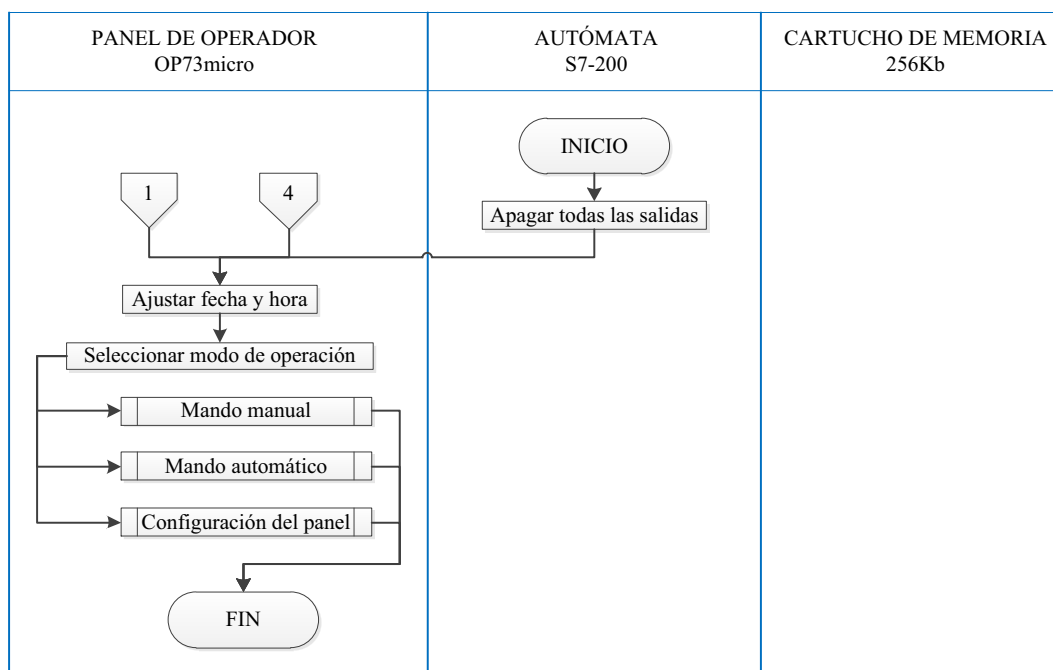 PANEL DE OPERADOR
OP73micro
AUTÓMATA
S7-200
CARTUCHO DE MEMORIA
256Kb
INICIO
1
4
Apagar todas las salidas
Ajustar fecha y hora
Seleccionar modo de operación
Mando manual
Mando automático
Configuración del panel
FIN